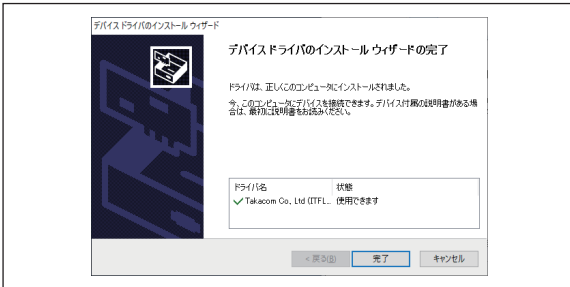 デバイス ドライバのインストール ウィザード
デバイス ドライバのインストール ウィザードの完了
ドライバは、正しくこのコンピュータにインストールされました。
今、このコンピュータにデバイスを接続できます。デバイス付属の説明書がある場
合は、最初に説明書をお読みください。
ドライバ名 状態
Takacom Co., Ltd (ITFL... 使用できます
< 戻る(B) 完了 キャンセル